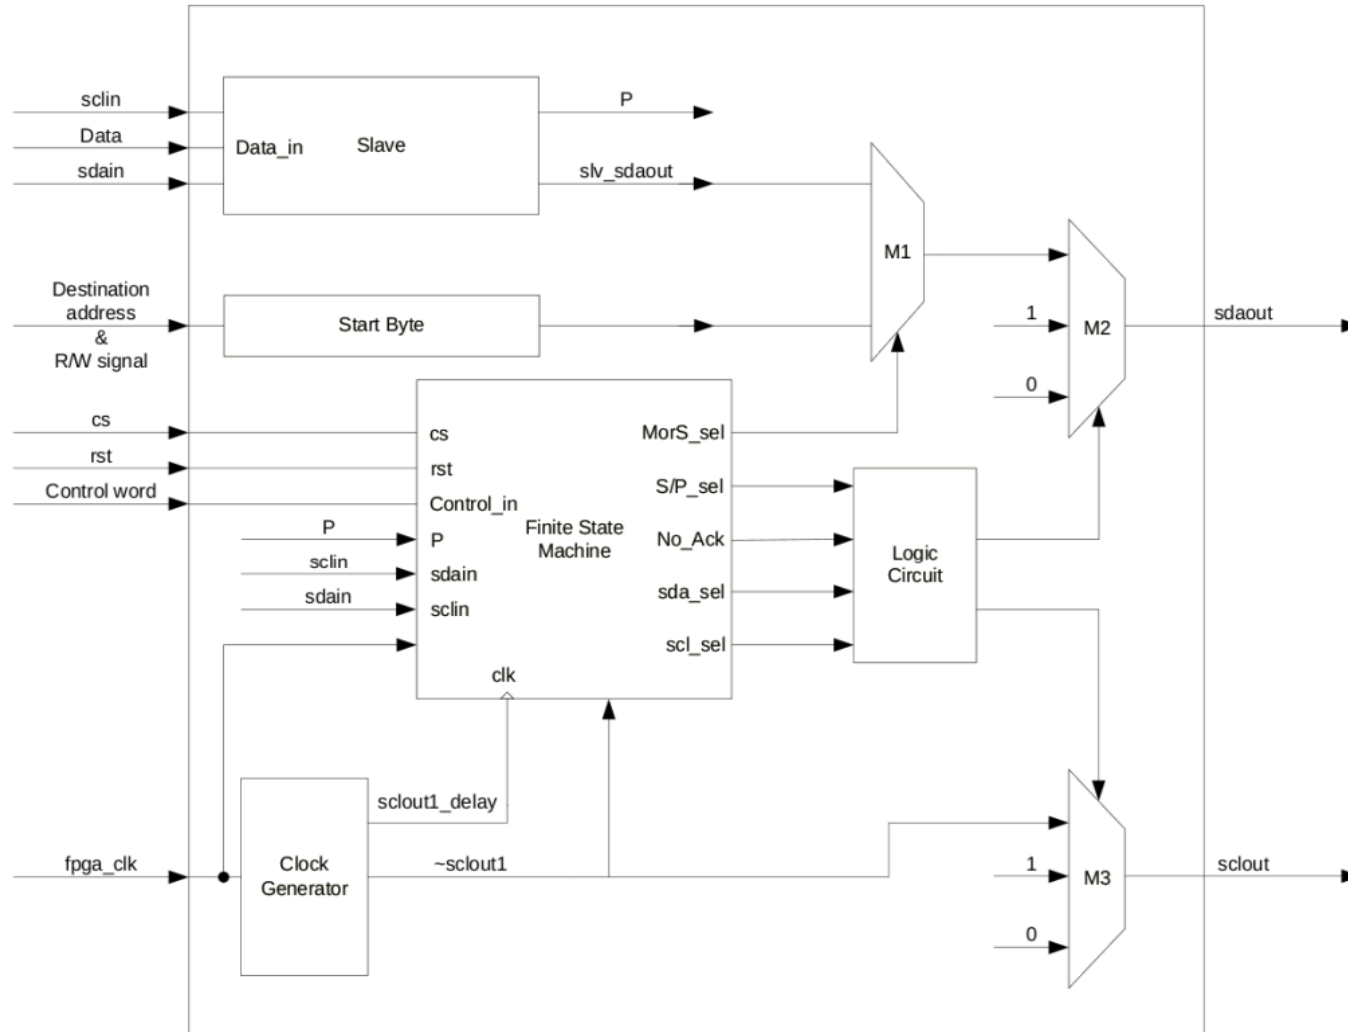 sclin
Data
sdain
Data_in
Slave
P
slv_sdaout
M1
Destination
address
&
R/W signal
Start Byte
1
0
M2
sdaout
cs
rst
Control word
cs
rst
Control_in
P
sdain
sclin
P
sclin
sdain
Finite State
Machine
clk
MorS_sel
S/P_sel
No_Ack
sda_sel
scl_sel
Logic
Circuit
fpga_clk
Clock
Generator
sclout1_delay
~sclout1
1
0
M3
sclout